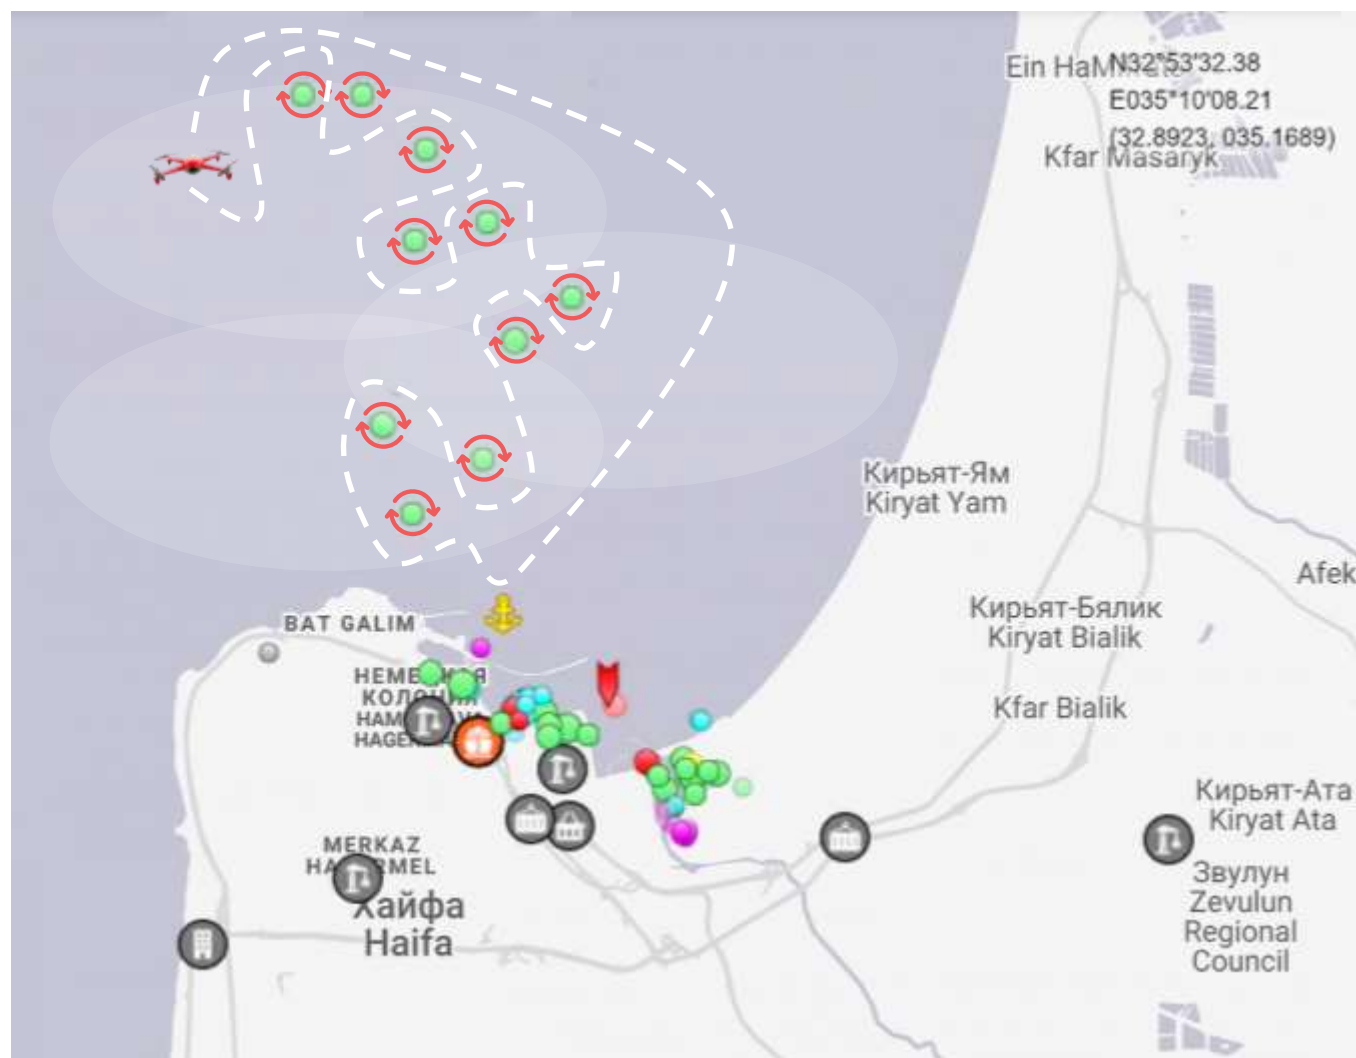 N32°53'32.38
Ein HaM
E035°10'08.21
(32.8923, 035.1689)
Kfar Masaryk
Кирьят-Ям
Kiryat Yam
Afek
Кирьят-Бялик
Kiryat Bialik
BAT GALIM
Kfar Bialik
Кирьят-Ата
Kiryat Ata
MERKAZ
Звулун
Zevulun
Regional
Council
Хайфа
Haifa